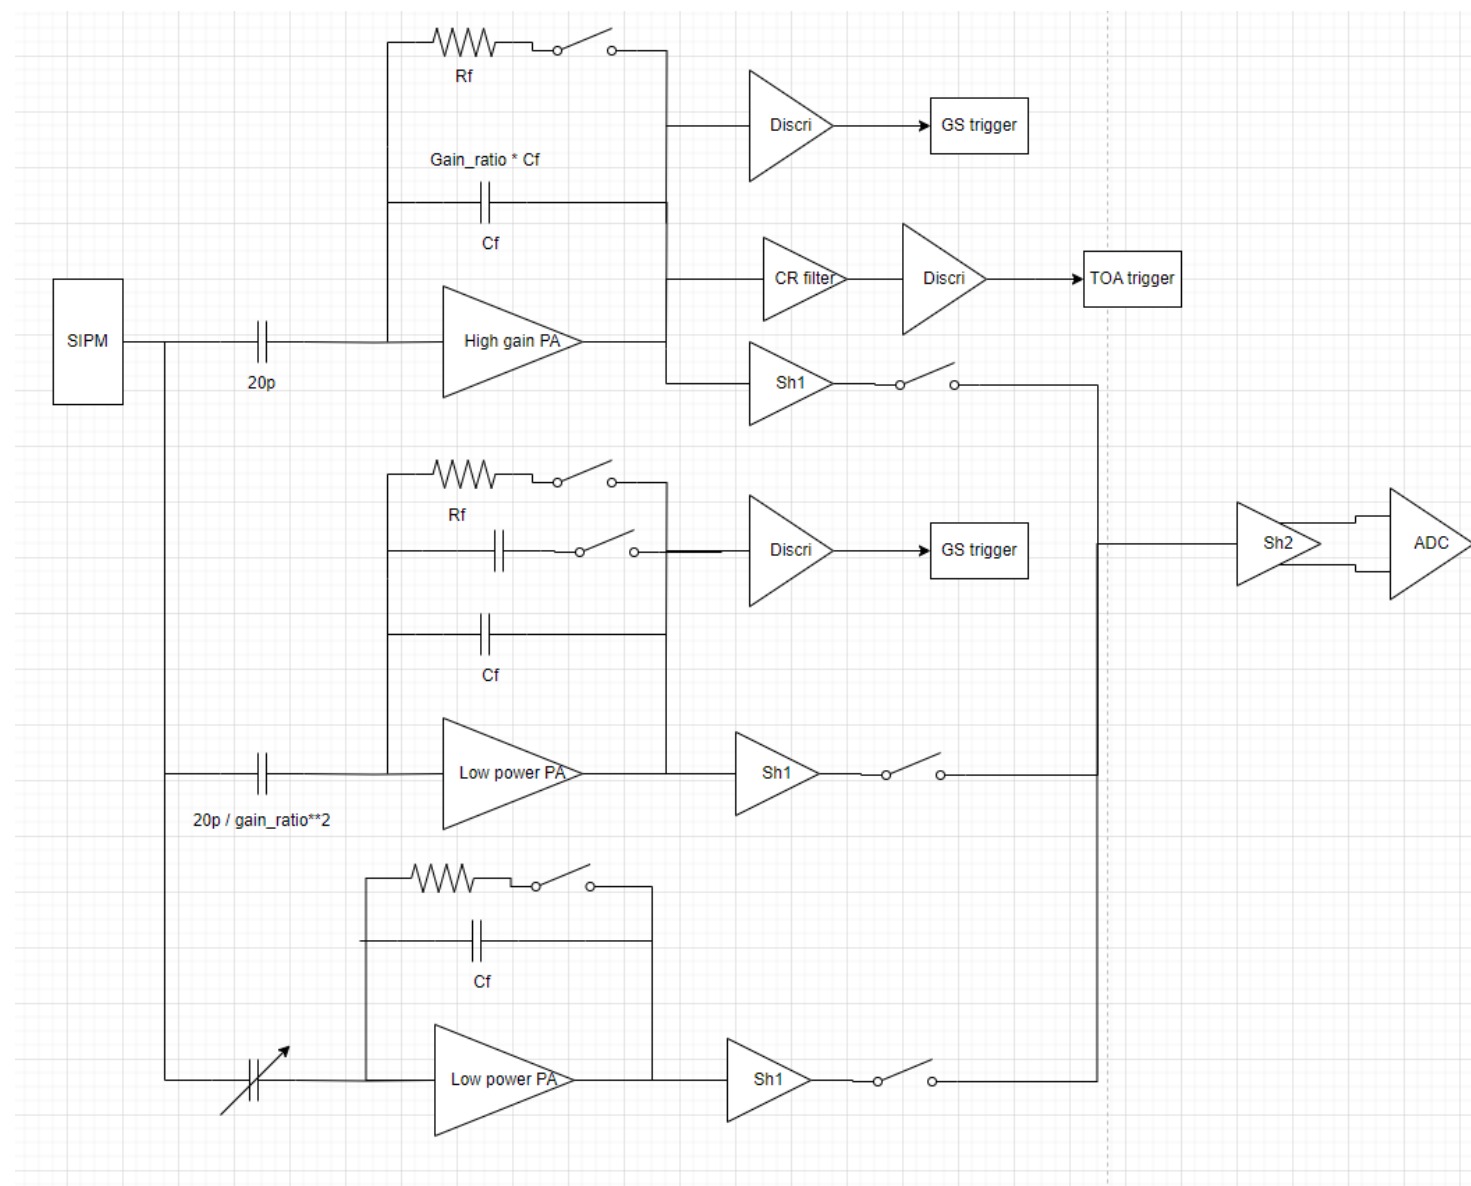 Rf
Discri
GS trigger
Gain_ratio * Cf
Cf
CR filter
Discri
TOA trigger
SIPM
High gain PA
20p
Sh1
Rf
Discri
GS trigger
Sh2
ADC
Cf
Low power PA
Sh1
20p / gain_ratio**2
Cf
Low power PA
Sh1